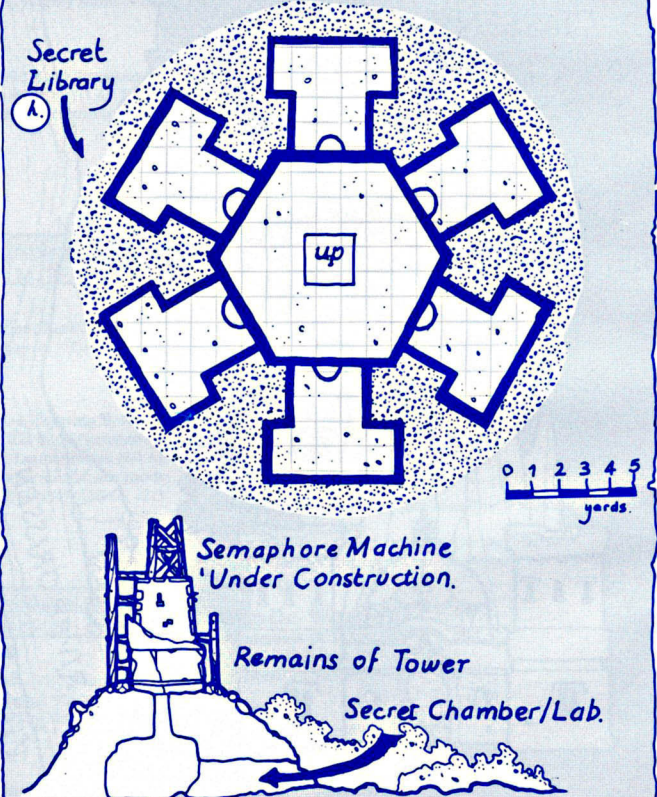 Secret
Library
h.
up
0 1 2 3 4 5
yards.
Semaphore Machine
Under Construction.
Remains of Tower
Secret Chamber/Lab.